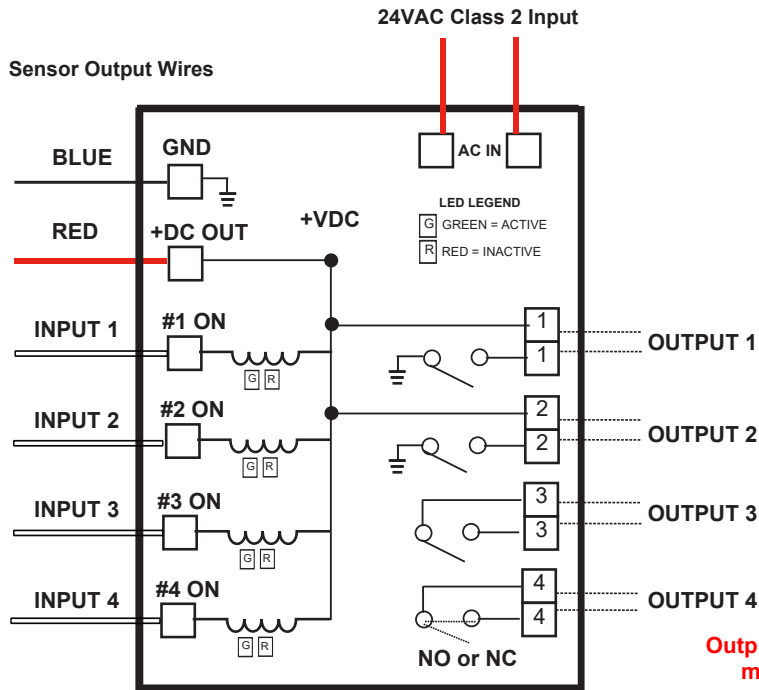 24VAC Class 2 Input
Sensor Output Wires
BLUE
GND
AC IN
LED LEGEND
G GREEN = ACTIVE
R RED = INACTIVE
RED
+DC OUT
+VDC
INPUT 1
#1 ON
G R
1
1
OUTPUT 1
INPUT 2
#2 ON
G R
2
2
OUTPUT 2
INPUT 3
#3 ON
G R
3
3
OUTPUT 3
INPUT 4
#4 ON
G R
4
4
OUTPUT 4
NO or NC
Outp
m